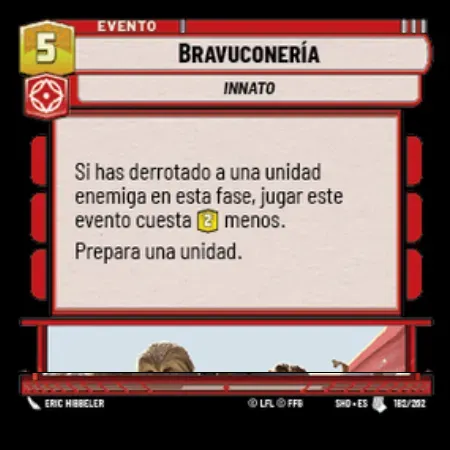 EVENTO
5
BRAVUCONERÍA
INNATO
Si has derrotado a una unidad
enemiga en esta fase, jugar este
evento cuesta 2 menos.
Prepara una unidad.
ERIC HIBBELER
© LFL © FFG
SHD • ES
182/262